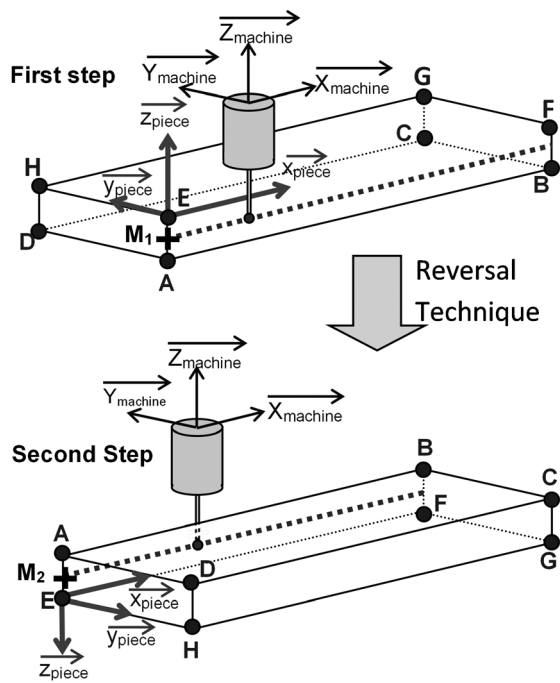 Z machine
Y machine
X machine
First step
z piece
G
F
H
C
y piece
E
x piece
B
D
M1
A
Reversal
Technique
Z machine
Y machine
X machine
Second Step
B
A
C
F
M2
D
E
x piece
G
y piece
H
z piece